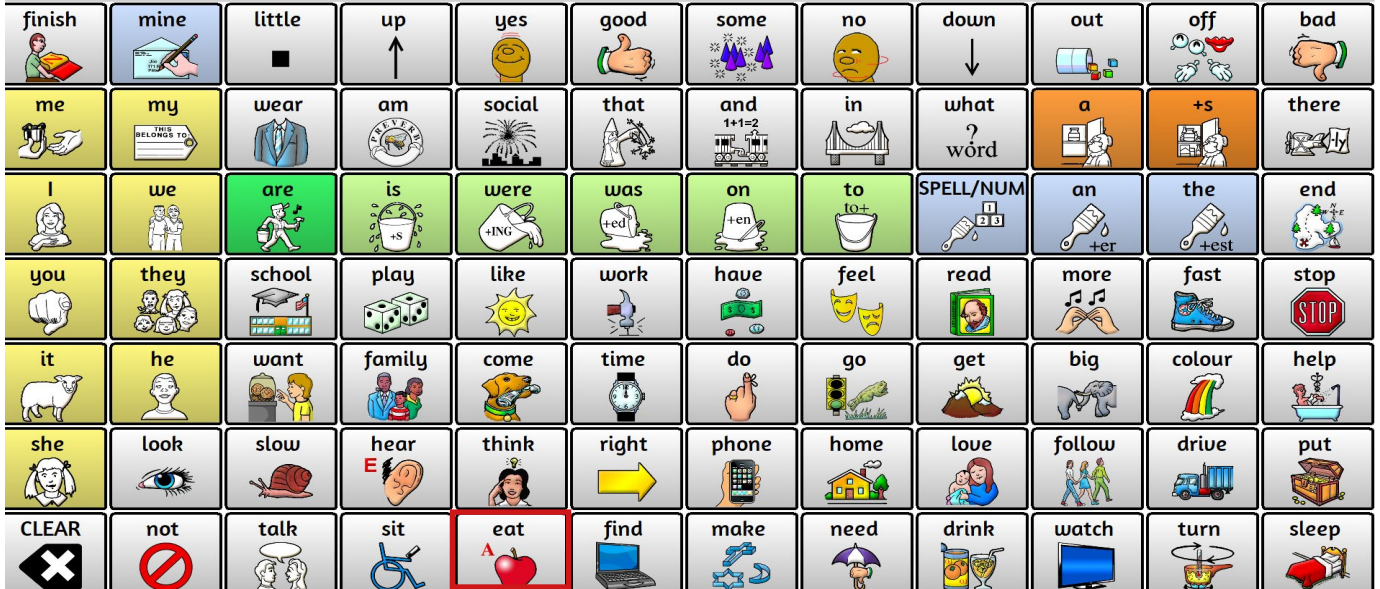 finish mine little up yes good some no down out off bad
me my wear am social that and in what a +s there
PREVERB THIS BELONGS TO 1+1=2 ? word -ly
I we are is were was on to SPELL/NUM an the end
+S +ING +ed +en to+ 1 2 3 +er +est N W E
you they school play like work have feel read more fast stop
STOP
it he want family come time do go get big colour help
she look slow hear think right phone home love follow drive put
E
CLEAR not talk sit eat find make need drink watch turn sleep
A